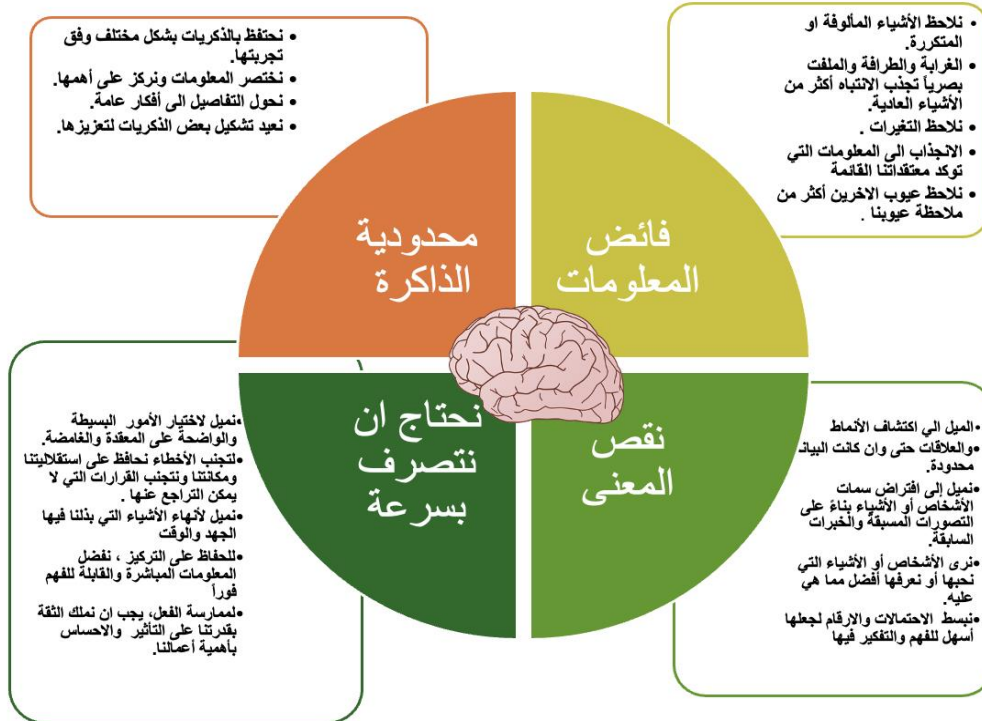 • نلاحظ الأشياء المألوفة او
المتكررة.
• الغرابة والطرافة والملفت
بصرياً تجذب الانتباه أكثر من
الأشياء العادية.
• نلاحظ التغيرات .
• الانجذاب الى المعلومات التي
توكد معتقداتنا القائمة
• نلاحظ عيوب الاخرين أكثر من
ملاحظة عيوبنا .
• نحتفظ بالذكريات بشكل مختلف وفق
تجربتها.
• نختصر المعلومات ونركز على أهمها.
• نحول التفاصيل الى أفكار عامة.
• نعيد تشكيل بعض الذكريات لتعزيزها.
فائض
المعلومات
محدودية
الذاكرة
نقص
المعنى
نحتاج ان
نتصرف
بسرعة
•الميل الي اكتشاف الأنماط
•والعلاقات حتى وان كانت البيانـ
محدودة.
•نميل إلى افتراض سمات
الأشخاص أو الأشياء بناءً على
التصورات المسبقة والخبرات
السابقة.
•نرى الأشخاص أو الأشياء التي
نحبها أو نعرفها أفضل مما هي
عليه.
•نبسط الاحتمالات والارقام لجعلها
أسهل للفهم والتفكير فيها
•نميل لاختيار الأمور البسيطة
والواضحة على المعقدة والغامضة.
•لتجنب الأخطاء نحافظ على استقلاليتنا
ومكانتنا ونتجنب القرارات التي لا
يمكن التراجع عنها .
•نميل لأنهاء الأشياء التي بذلنا فيها
الجهد والوقت
•للحفاظ على التركيز ، نفضل
المعلومات المباشرة والقابلة للفهم
فوراً
•لممارسة الفعل، يجب ان نملك الثقة
بقدرتنا على التأثير والاحساس
بأهمية أعمالنا.